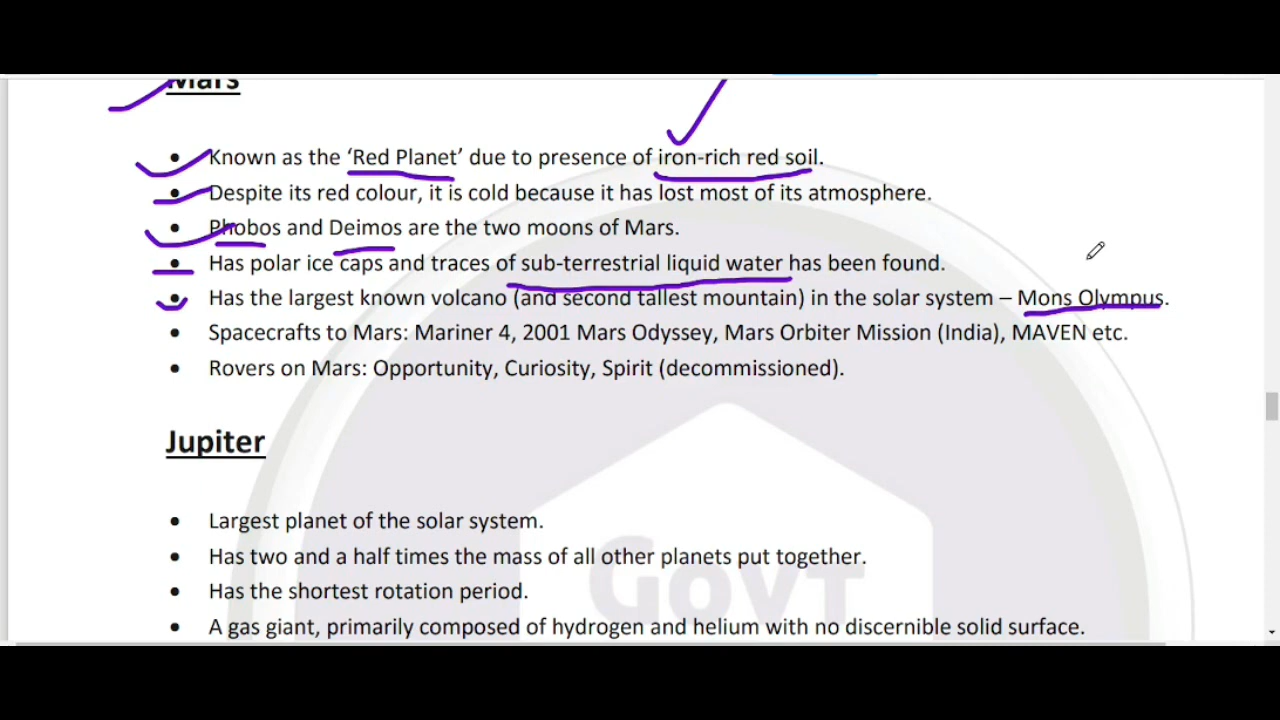 Mars
• Known as the ‘Red Planet’ due to presence of iron-rich red soil.
• Despite its red colour, it is cold because it has lost most of its atmosphere.
• Phobos and Deimos are the two moons of Mars.
• Has polar ice caps and traces of sub-terrestrial liquid water has been found.
• Has the largest known volcano (and second tallest mountain) in the solar system – Mons Olympus.
• Spacecrafts to Mars: Mariner 4, 2001 Mars Odyssey, Mars Orbiter Mission (India), MAVEN etc.
• Rovers on Mars: Opportunity, Curiosity, Spirit (decommissioned).
Jupiter
• Largest planet of the solar system.
• Has two and a half times the mass of all other planets put together.
• Has the shortest rotation period.
GOVT
• A gas giant, primarily composed of hydrogen and helium with no discernible solid surface.